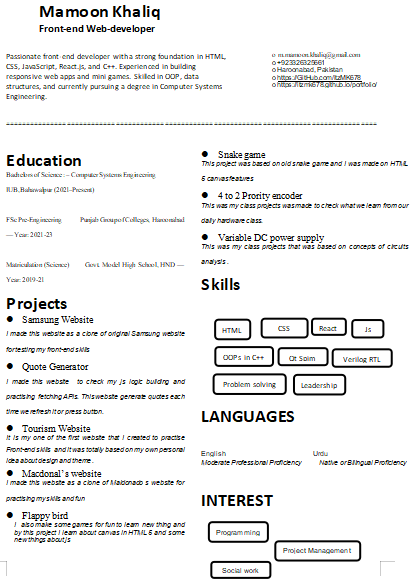 Mamoon Khaliq
Front-end Web-developer
Passionate front-end developer with a strong foundation in HTML,
CSS, JavaScript, React.js, and C++. Experienced in building
responsive web apps and mini games. Skilled in OOP, data
structures, and currently pursuing a degree in Computer Systems
Engineering.
o m.mamoon.khaliq@gmail.com
o +923326325661
o Haroonabad, Pakistan
o https://GitHub.com/itzMK678
o https://itzmk678.github.io/portfolio/
Education
Bachelors of Science: – Computer Systems Engineering
IUB,Bahawalpur (2021–Present)
FSc Pre-Engineering Punjab Group of Colleges, Haroonabad
— Year: 2021-23
Matriculation (Science) Govt. Model High School, HND —
Year: 2019-21
Projects
● Samsung Website
I made this website as a clone of original Samsung website
for testing my front-end skills
● Quote Generator
I made this website to check my js logic building and
practising fetching APIs. This website generate quotes each
time we refresh it or press button.
● Tourism Website
It is my one of the first website that I created to practise
Front-end skills and it was totally based on my own personal
idea about design and theme.
● Macdonal’s website
I made this website as a clone of Maldonado s website for
practising my skills and fun
● Flappy bird
I also make some games for fun to learn new thing and
by this project I learn about canvas in HTML 5 and some
new things about js
● Snake game
This project was based on old snake game and I was made on HTML
5 canvas features
● 4 to 2 Prority encoder
This was my class projects was made to check what we learn from our
daily hardware class.
● Variable DC power supply
This was my class projects that was based on concepts of circuits
analysis .
Skills
HTML CSS React Js
OOPs in C++ Qt Spim Verilog RTL
Problem solving Leadership
LANGUAGES
English Urdu
Moderate Professional Proficiency Native or Bilingual Proficiency
INTEREST
Programming
Project Management
Social work